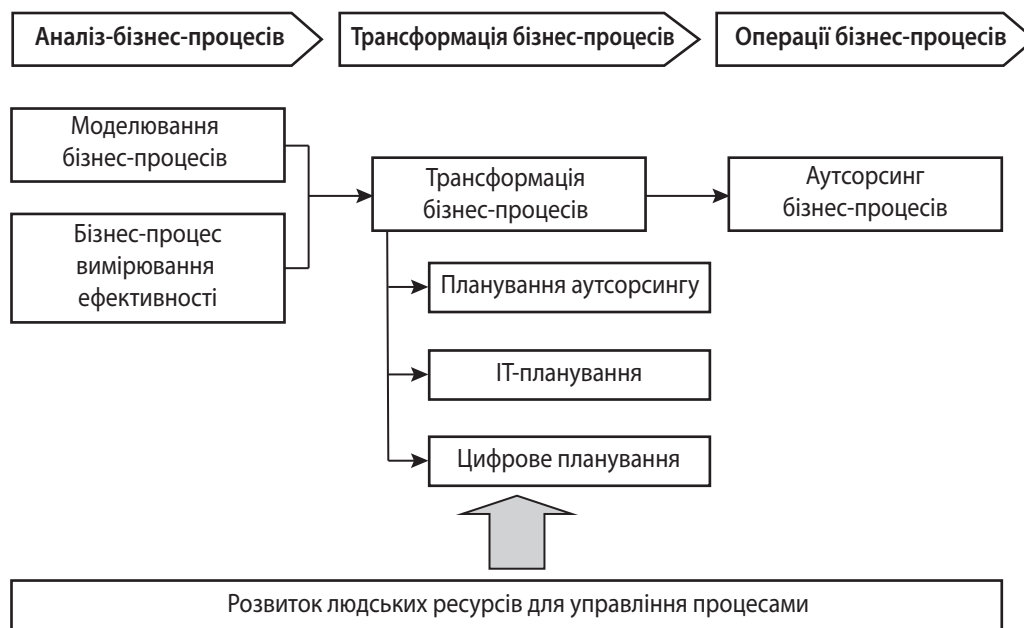 Аналіз-бізнес-процесів
Трансформація бізнес-процесів
Операції бізнес-процесів
Моделювання
бізнес-процесів
Бізнес-процес
вимірювання
ефективності
Трансформація
бізнес-процесів
Аутсорсинг
бізнес-процесів
Планування аутсорсингу
ІТ-планування
Цифрове планування
Розвиток людських ресурсів для управління процесами